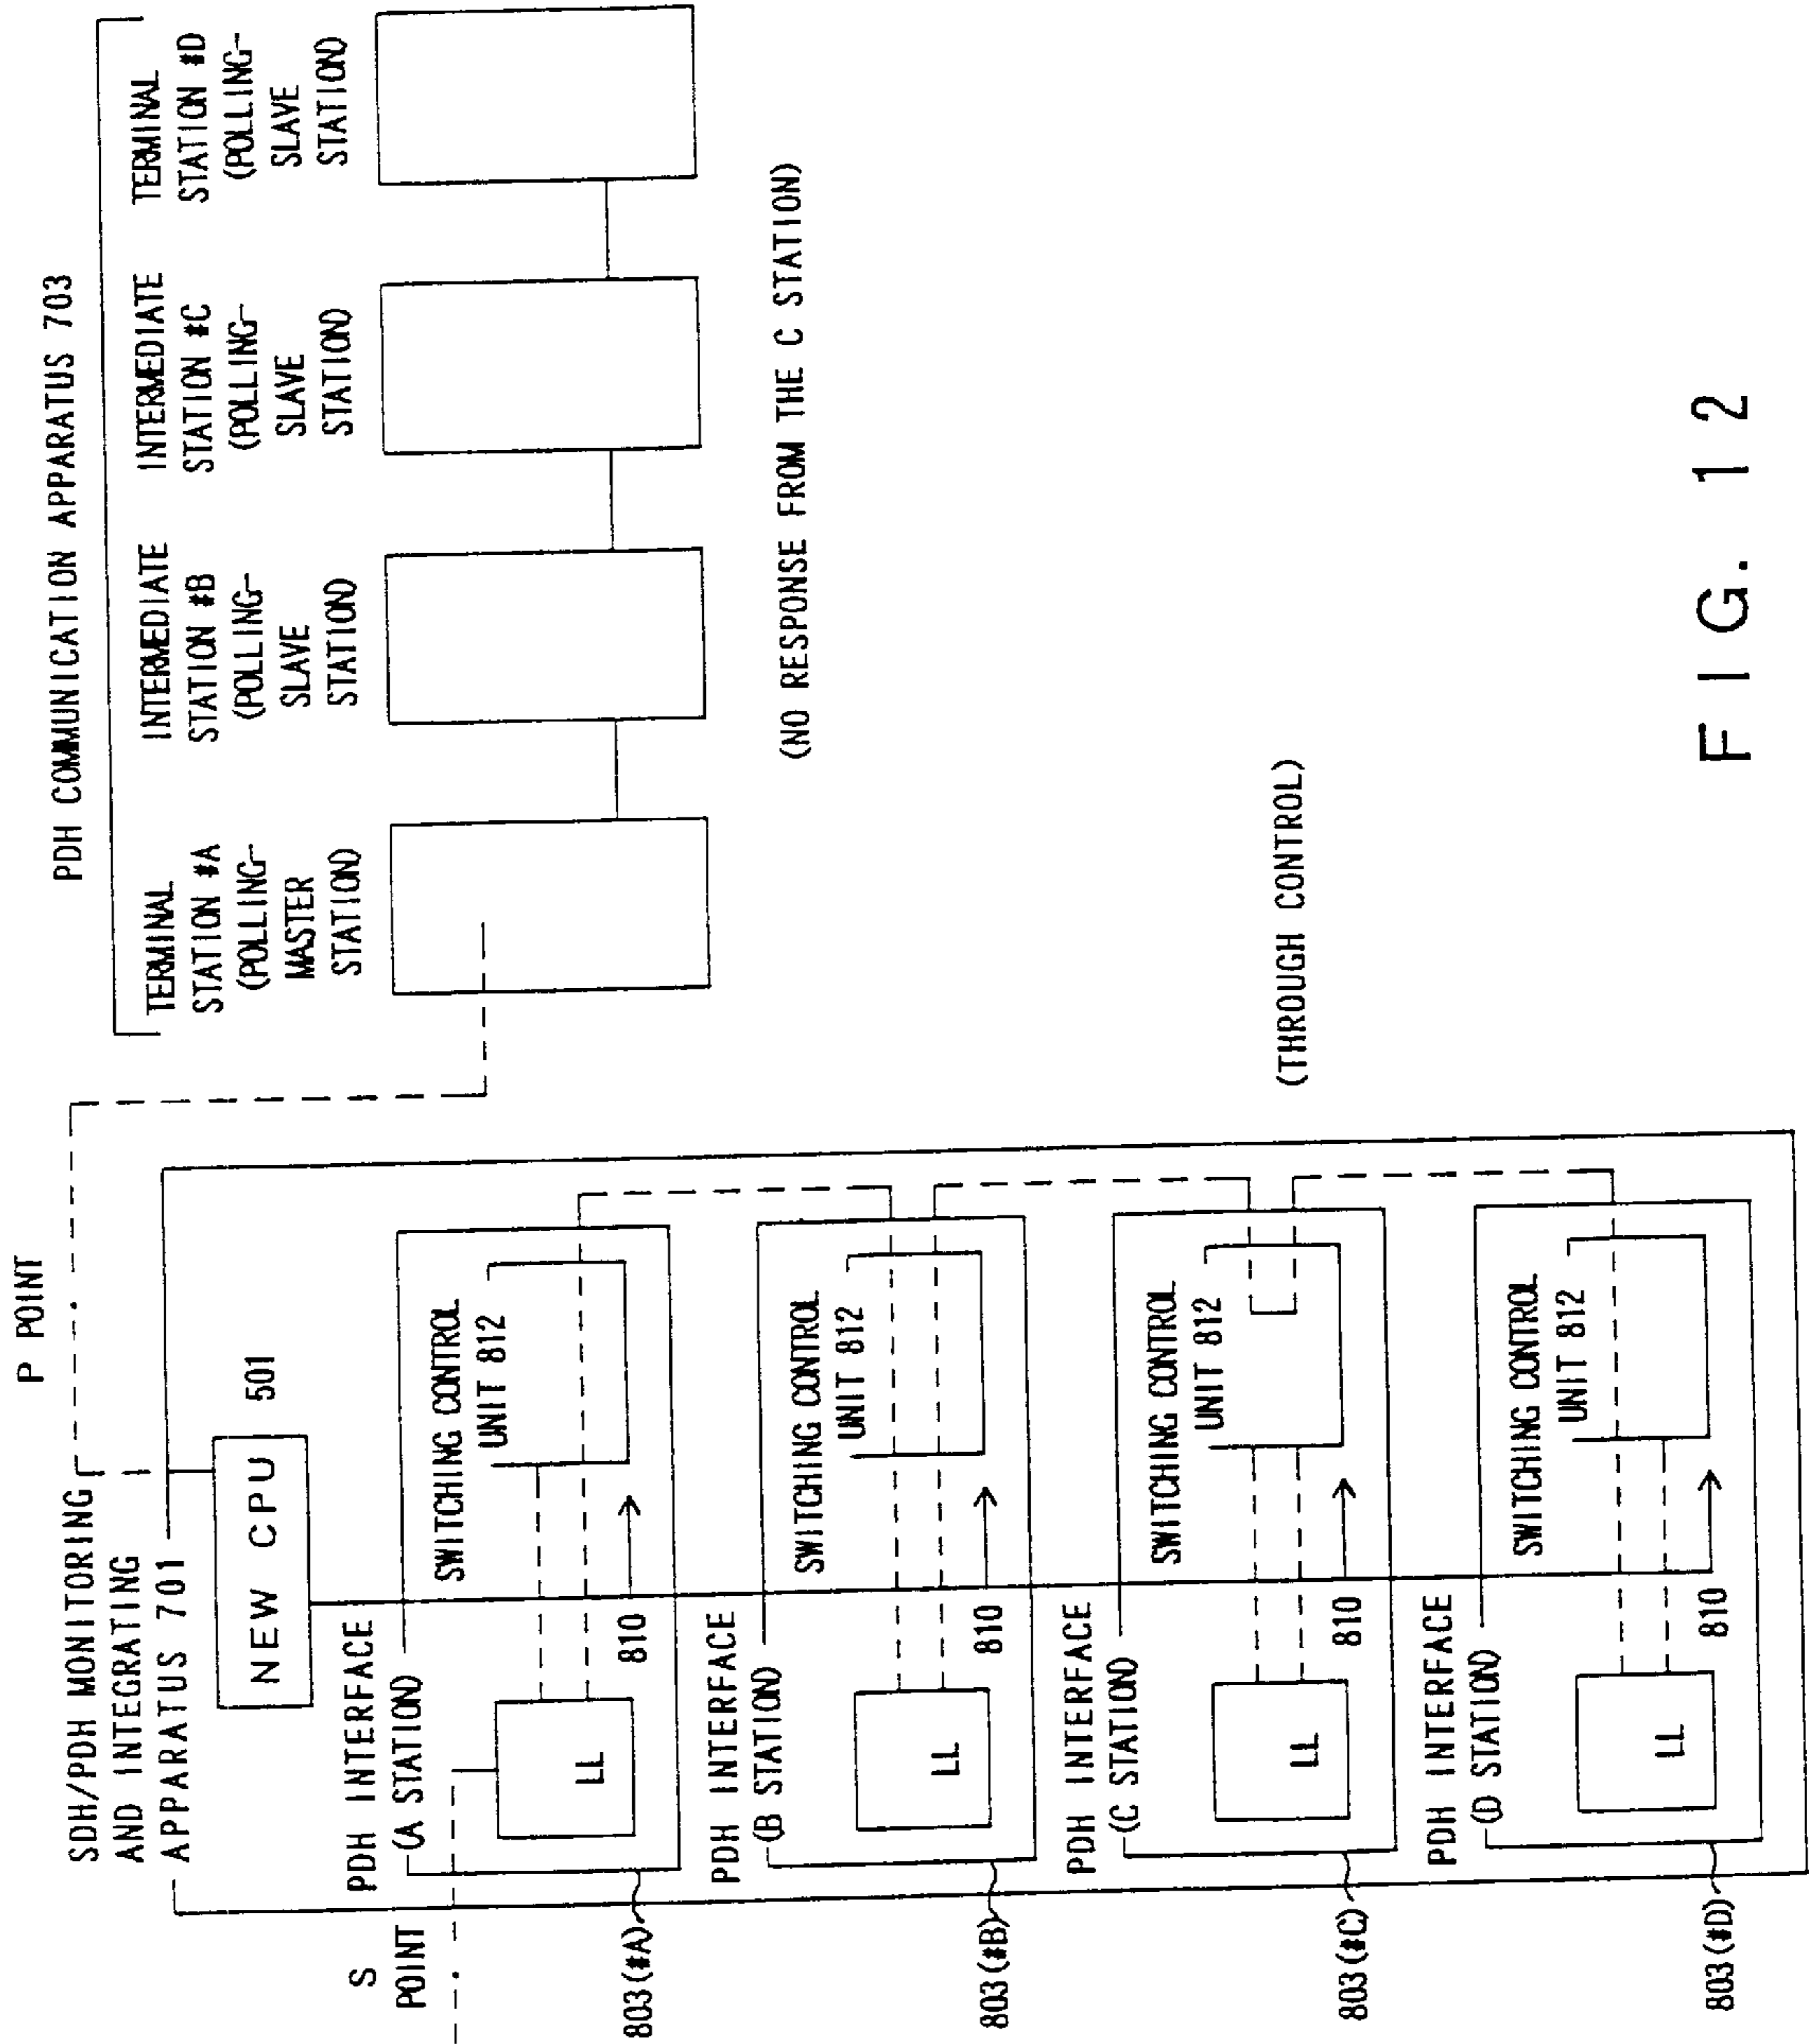 PDH COMMUNICATION APPARATUS 703
TERMINAL
STATION #A
(POLLING-
MASTER
STATION)
INTERMEDIATE
STATION #B
(POLLING-
SLAVE
STATION)
INTERMEDIATE
STATION #C
(POLLING-
SLAVE
STATION)
TERMINAL
STATION #D
(POLLING-
SLAVE
STATION)
(NO RESPONSE FROM THE C STATION)
P POINT
SDH/PDH MONITORING
AND INTEGRATING
APPARATUS 701
NEW CPU 501
S
POINT
PDH INTERFACE
(A STATION)
SWITCHING CONTROL
UNIT 812
LL
810
803(#A)
PDH INTERFACE
(B STATION)
SWITCHING CONTROL
UNIT 812
LL
810
803(#B)
PDH INTERFACE
(C STATION)
SWITCHING CONTROL
UNIT 812
LL
810
803(#C)
(THROUGH CONTROL)
PDH INTERFACE
(D STATION)
SWITCHING CONTROL
UNIT 812
LL
810
803(#D)
FIG. 12